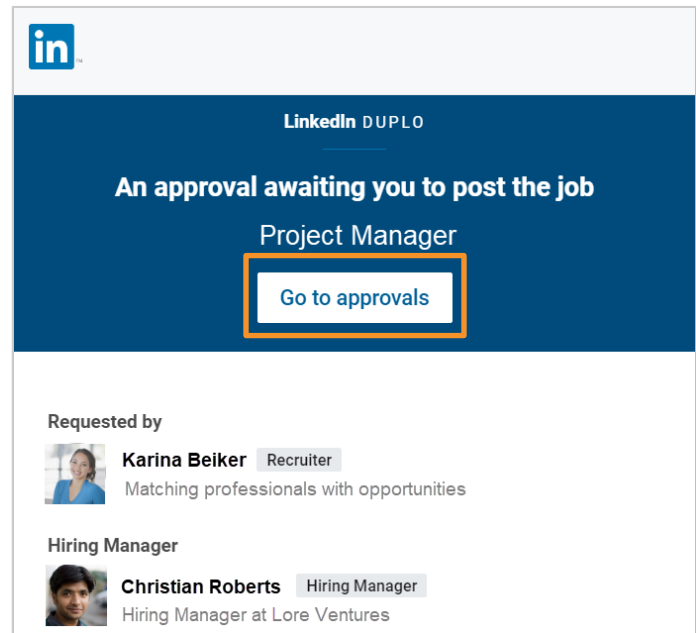 in
LinkedIn DUPLO
An approval awaiting you to post the job
Project Manager
Go to approvals
Requested by
Karina Beiker Recruiter
Matching professionals with opportunities
Hiring Manager
Christian Roberts Hiring Manager
Hiring Manager at Lore Ventures